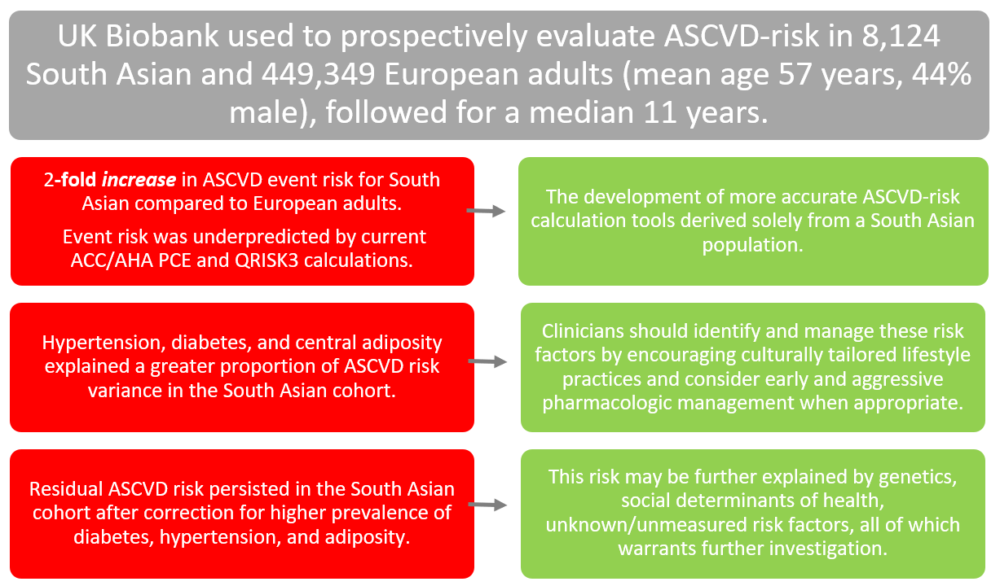 UK Biobank used to prospectively evaluate ASCVD-risk in 8,124
South Asian and 449,349 European adults (mean age 57 years, 44%
male), followed for a median 11 years.
2-fold increase in ASCVD event risk for South
Asian compared to European adults.
Event risk was underpredicted by current
ACC/AHA PCE and QRISK3 calculations.
The development of more accurate ASCVD-risk
calculation tools derived solely from a South Asian
population.
Hypertension, diabetes, and central adiposity
explained a greater proportion of ASCVD risk
variance in the South Asian cohort.
Clinicians should identify and manage these risk
factors by encouraging culturally tailored lifestyle
practices and consider early and aggressive
pharmacologic management when appropriate.
Residual ASCVD risk persisted in the South Asian
cohort after correction for higher prevalence of
diabetes, hypertension, and adiposity.
This risk may be further explained by genetics,
social determinants of health,
unknown/unmeasured risk factors, all of which
warrants further investigation.